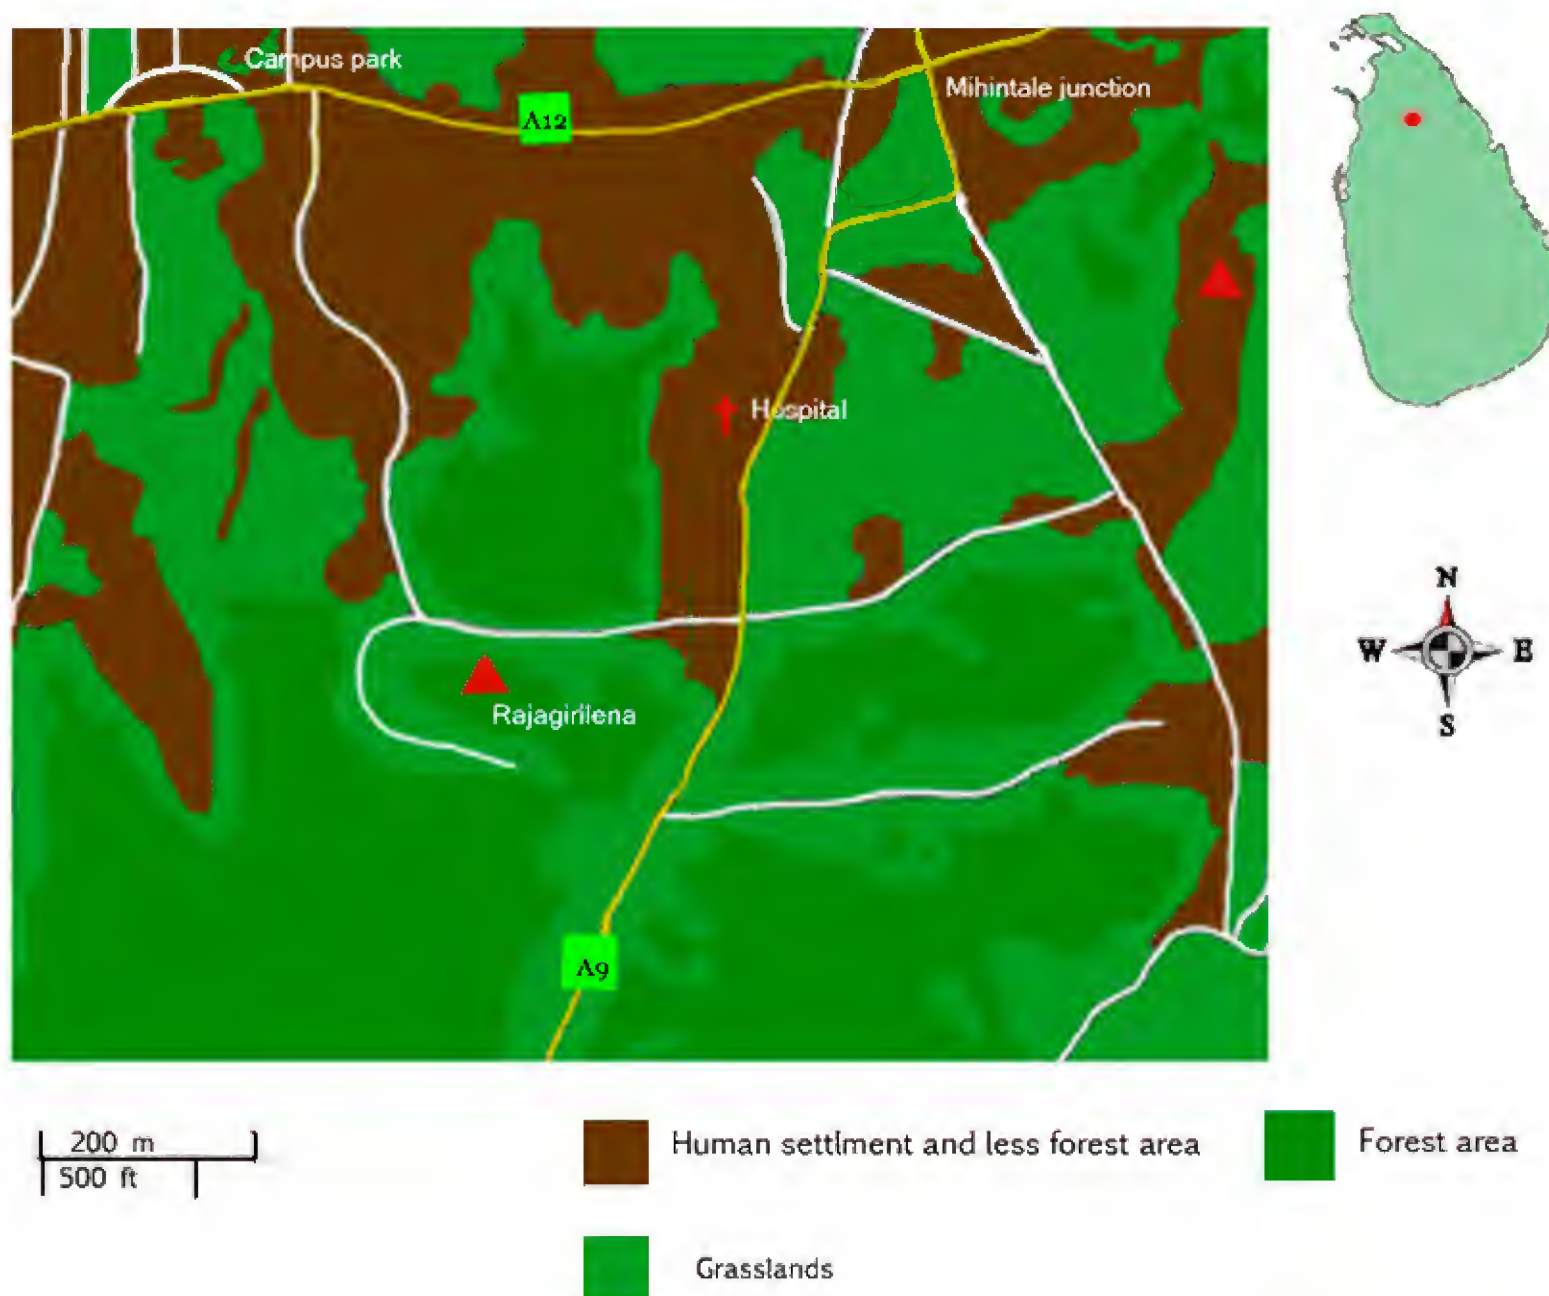 Campus park
Mihintale junction
A12
Hospital
Rajagirilena
A9
N
W
E
S
200 m
500 ft
Human settlment and less forest area
Forest area
Grasslands